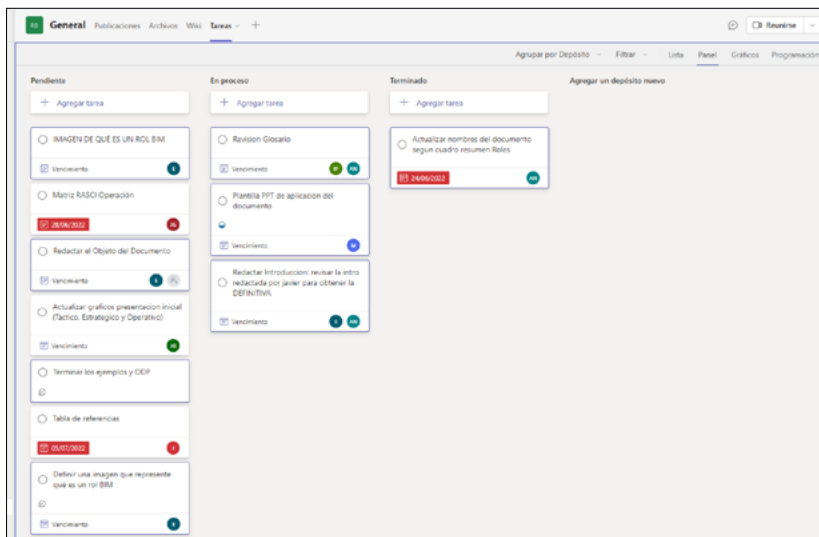 General Publicaciones Archivos Wiki Tareas
Reunirse
Agrupar por Depósito Filtrar Lista Panel Gráficos Programación
Pendiente
Agregar tarea
IMAGEN DE QUÉ ES UN ROL BIM
Vencimiento
Matriz RASCI Operación
28/06/2022
Redactar el Objeto del Documento
Vencimiento
Actualizar graficos presentacion inicial
(Tactico, Estrategico y Operativo)
Vencimiento
Terminar los ejemplos y
Tabla de referencias
05/07/2022
Definir una imagen que represente
qué es un rol BIM
Vencimiento
En proceso
Agregar tarea
Revision Glosario
Vencimiento
Plantilla PPT de aplicacion del
documento
Vencimiento
Redactar Introduccion: revisar la intro
redactada por javier para obtener la
DEFINITIVA
Vencimiento
Terminado
Agregar tarea
Actualizar nombres del documento
segun cuadro resumen Roles
24/06/2022
Agregar un depósito nuevo